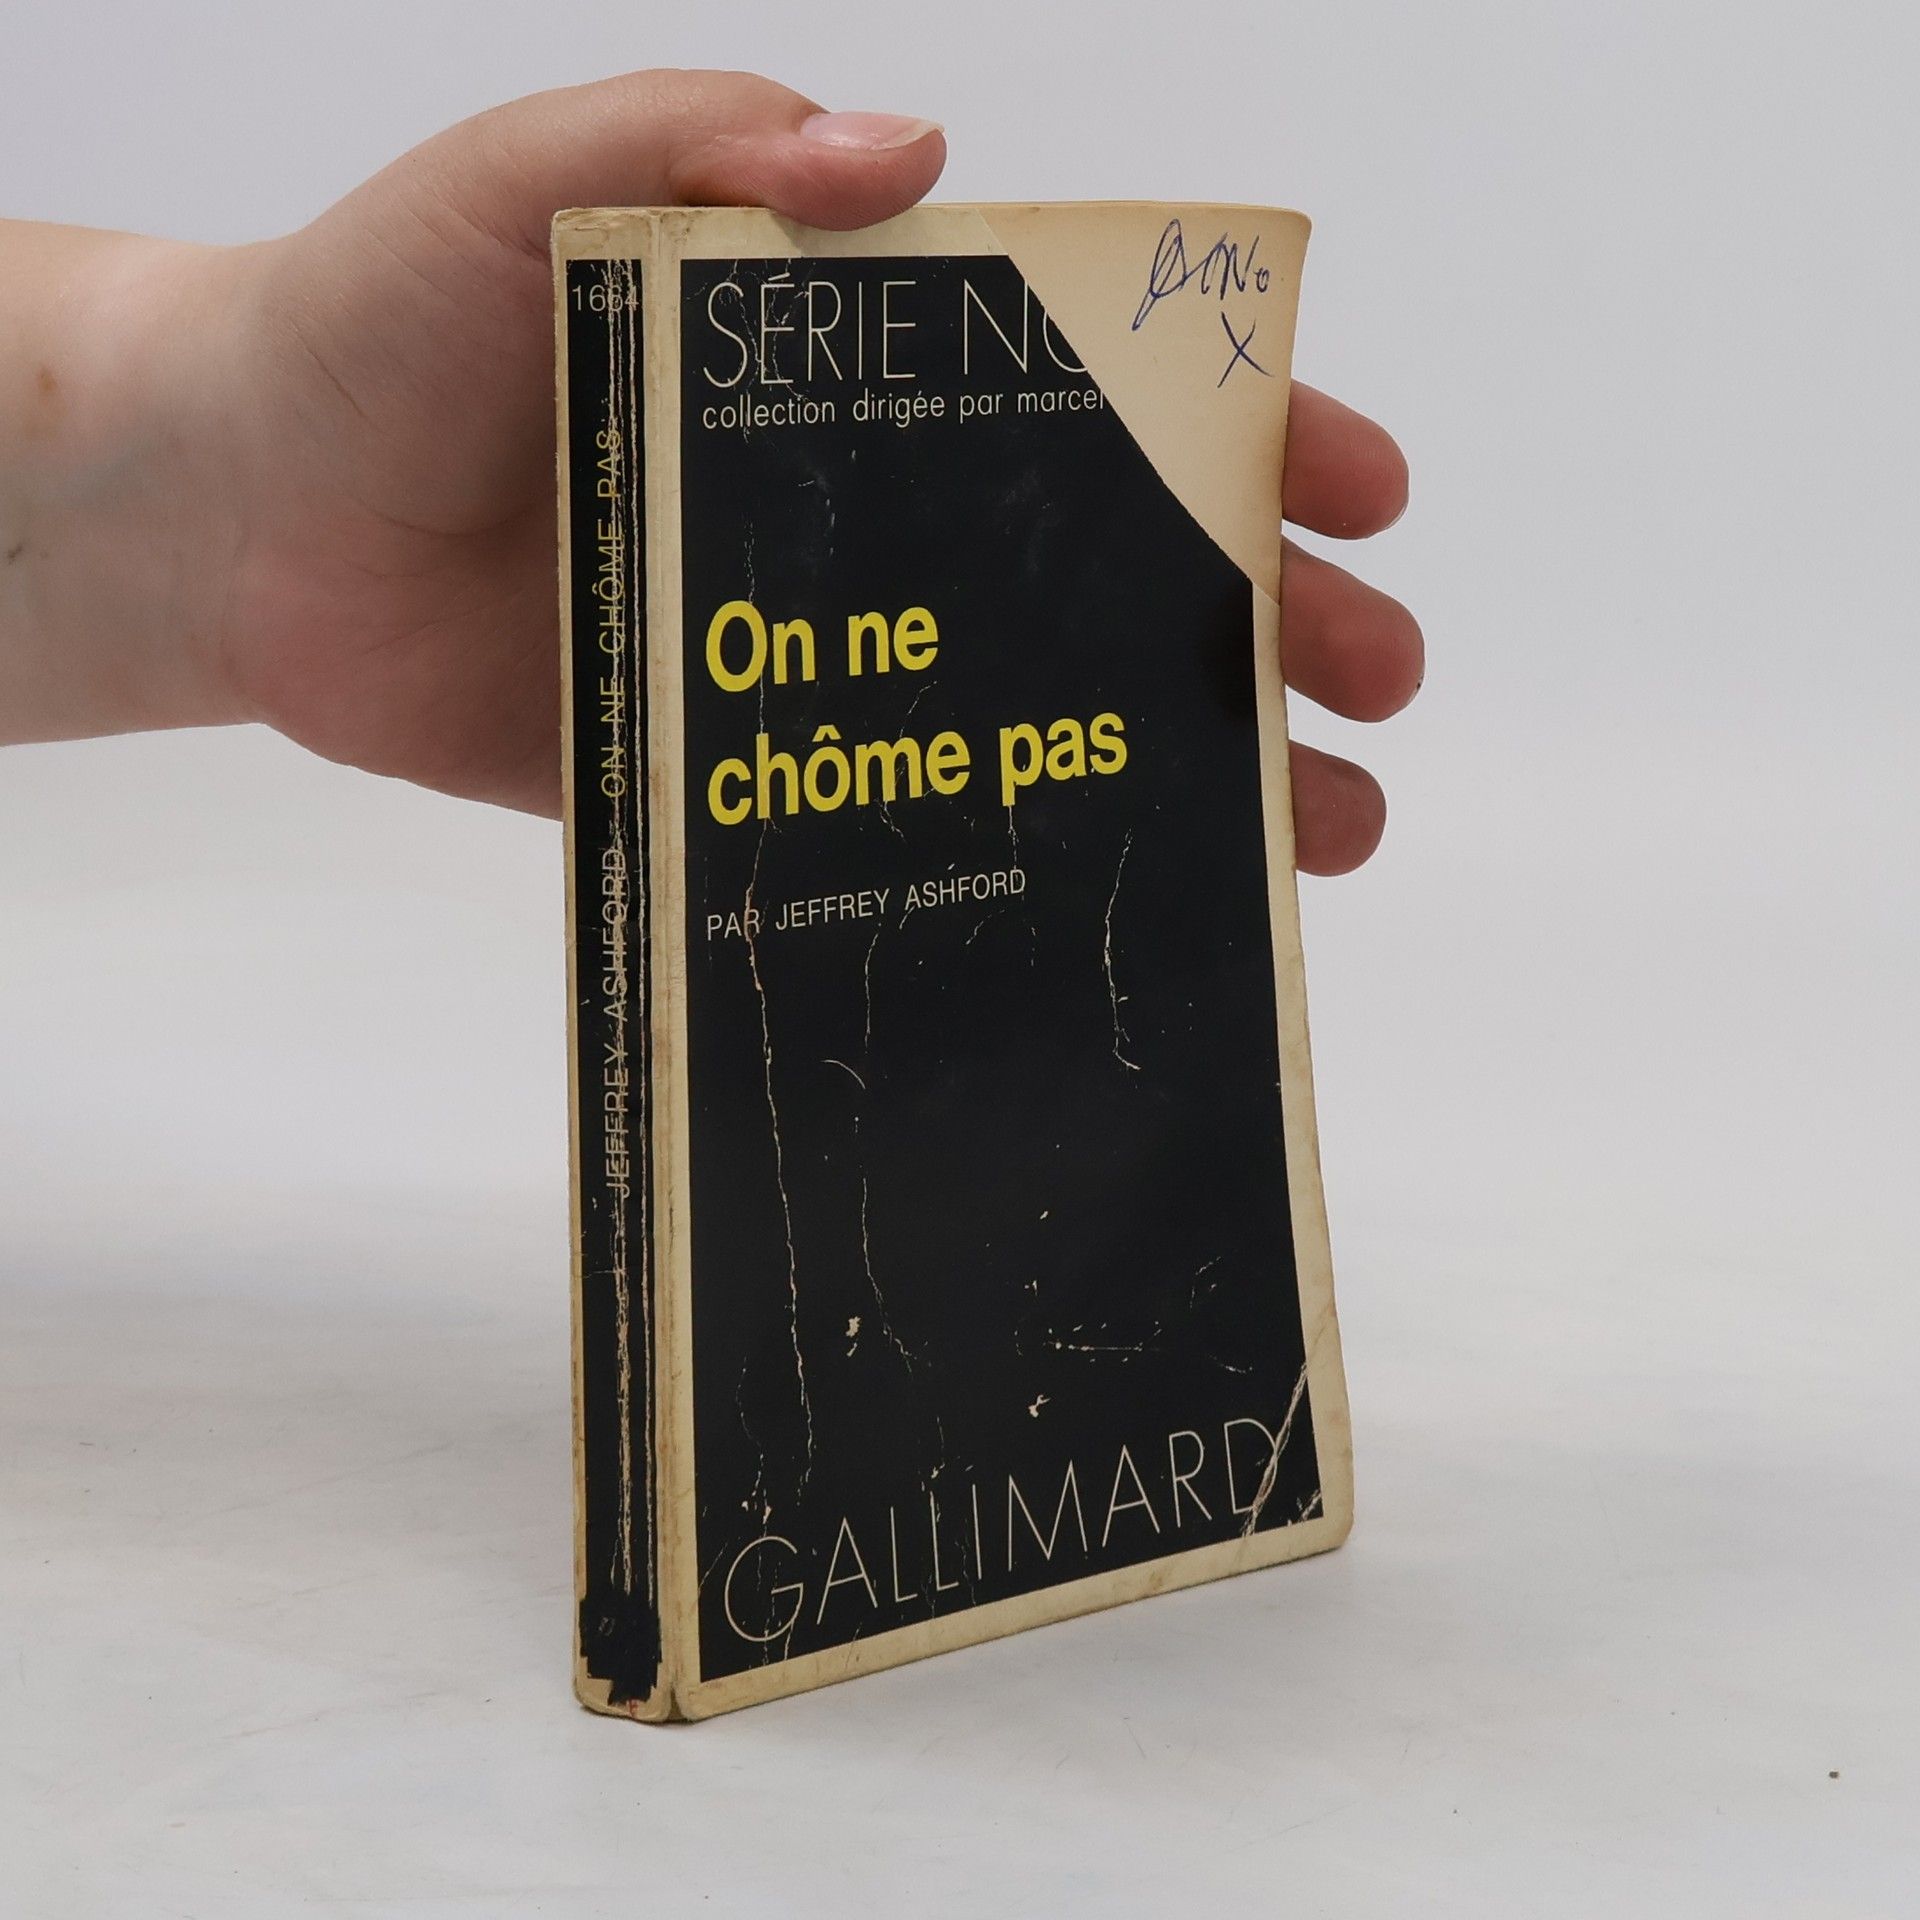 1664
JEFFREY ASHFORD ON NE CHÔME PAS...
SÉRIE NO
collection dirigée par marcel
On ne
chôme pas
PAR JEFFREY ASHFORD
GALLIMARD
X